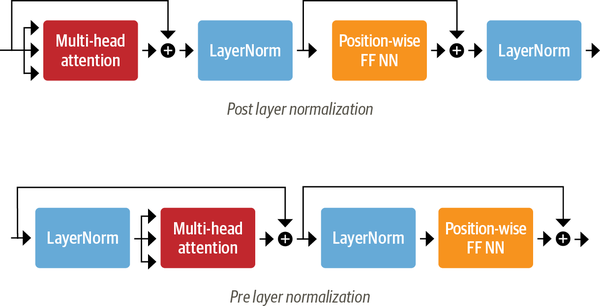 Multi-head
attention
LayerNorm
Position-wise
FF NN
LayerNorm
Post layer normalization
LayerNorm
Multi-head
attention
LayerNorm
Position-wise
FF NN
Pre layer normalization